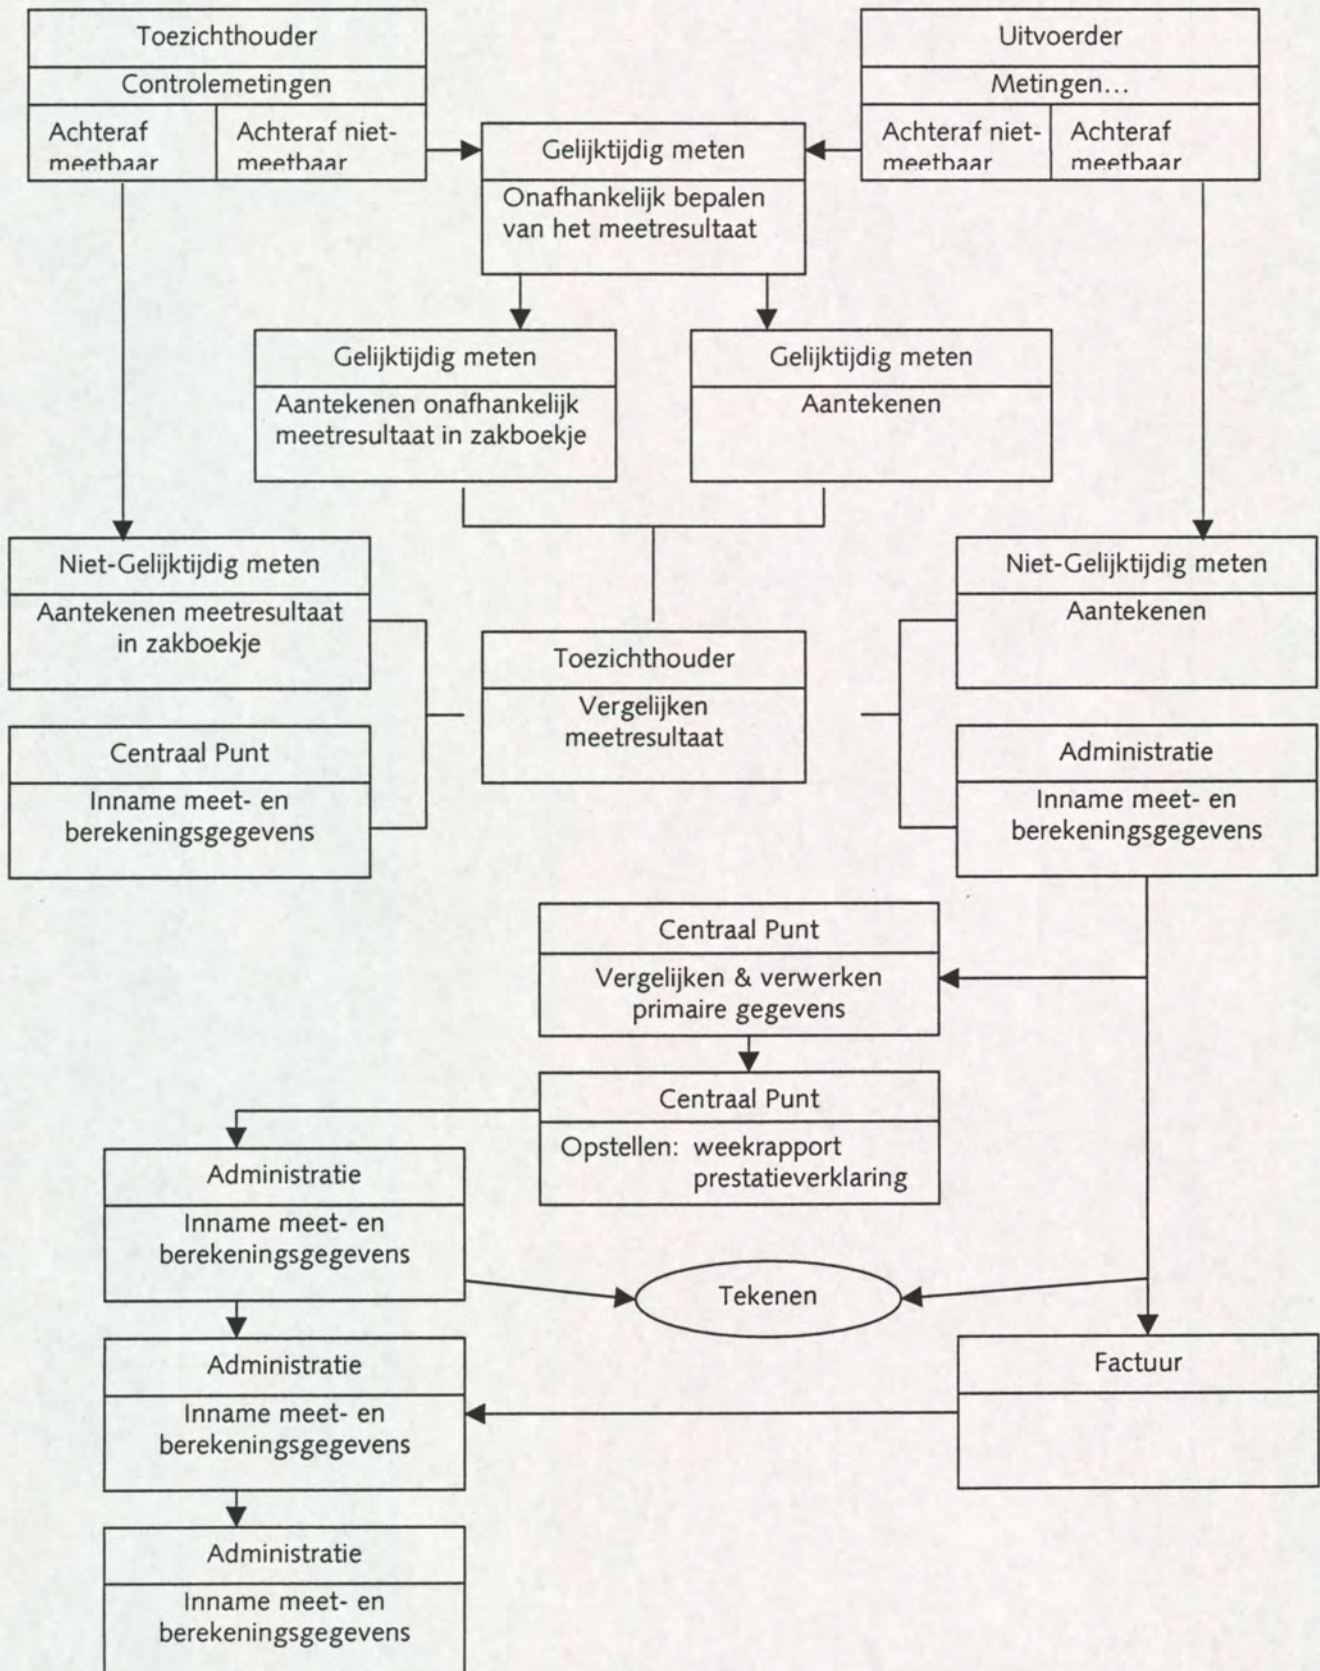 Toezichthouder
Controlemetingen
Achteraf
meetbaar
Achteraf niet-
meetbaar
Uitvoerder
Metingen...
Achteraf niet-
meetbaar
Achteraf
meetbaar
Gelijktijdig meten
Onafhankelijk bepalen
van het meetresultaat
Gelijktijdig meten
Aantekenen onafhankelijk
meetresultaat in zakboekje
Gelijktijdig meten
Aantekenen
Niet-Gelijktijdig meten
Aantekenen meetresultaat
in zakboekje
Niet-Gelijktijdig meten
Aantekenen
Toezichthouder
Vergelijken
meetresultaat
Centraal Punt
Inname meet- en
berekeningsgegevens
Administratie
Inname meet- en
berekeningsgegevens
Centraal Punt
Vergelijken & verwerken
primaire gegevens
Centraal Punt
Opstellen: weekrapport
prestatieverklaring
Administratie
Inname meet- en
berekeningsgegevens
Tekenen
Administratie
Inname meet- en
berekeningsgegevens
Factuur
Administratie
Inname meet- en
berekeningsgegevens